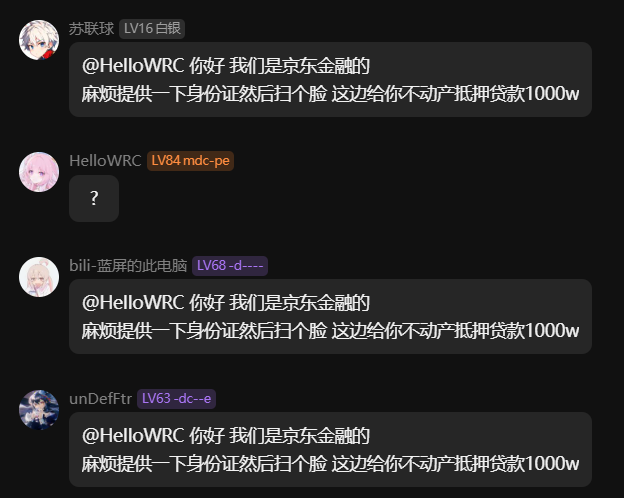 苏联球 LV16 白银
@HelloWRC 你好 我们是京东金融的
麻烦提供一下身份证然后扫个脸 这边给你不动产抵押贷款1000w
HelloWRC LV84 mdc-pe
?
bili-蓝屏的此电脑 LV68 -d----
@HelloWRC 你好 我们是京东金融的
麻烦提供一下身份证然后扫个脸 这边给你不动产抵押贷款1000w
unDefFtr LV63 -dc--e
@HelloWRC 你好 我们是京东金融的
麻烦提供一下身份证然后扫个脸 这边给你不动产抵押贷款1000w